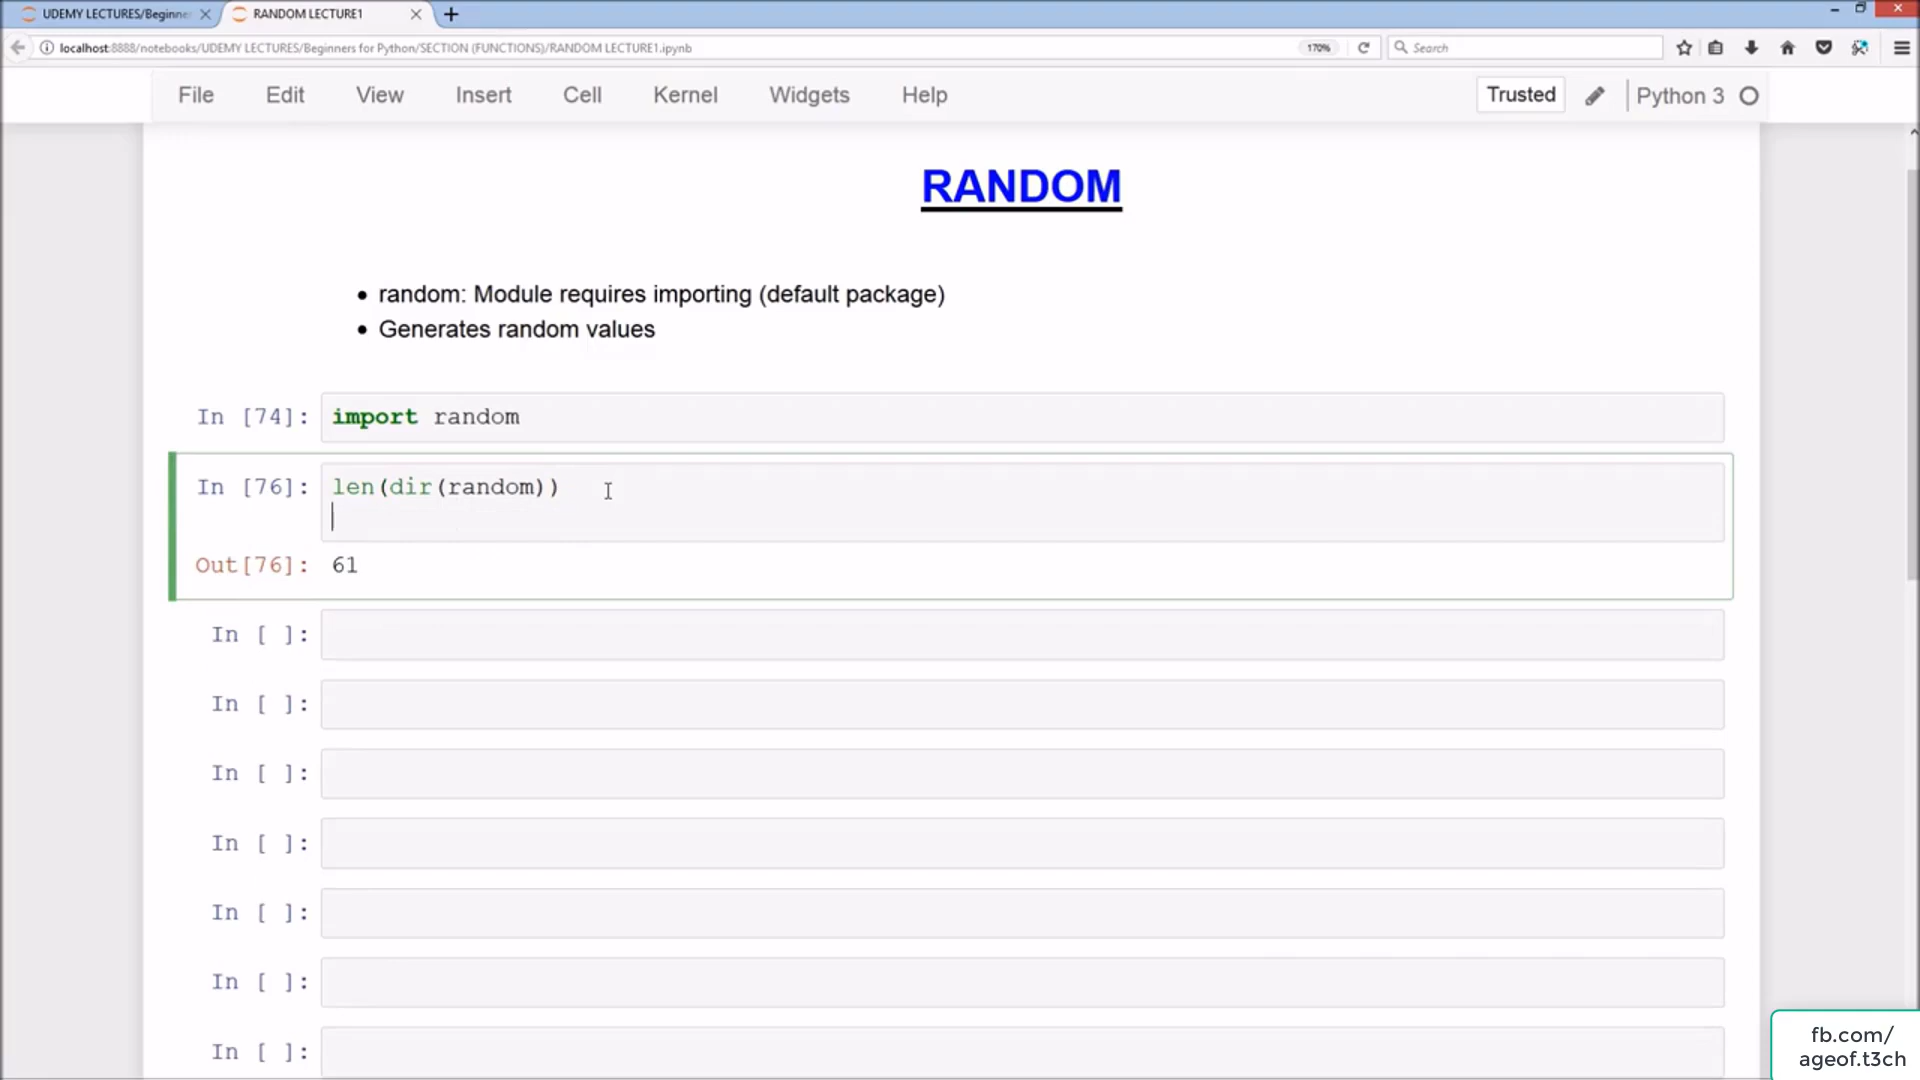 UDEMY LECTURES/Beginne
RANDOM LECTURE1
localhost:8888/notebooks/UDEMY LECTURES/Beginners for Python/SECTION (FUNCTIONS)/RANDOM LECTURE1.ipynb
170%
Search
File Edit View Insert Cell Kernel Widgets Help
Trusted
Python 3
RANDOM
random: Module requires importing (default package)
Generates random values
In [74]: import random
In [76]: len(dir(random))
Out[76]: 61
In [ ]:
In [ ]:
In [ ]:
In [ ]:
In [ ]:
In [ ]:
In [ ]:
fb.com/
ageof.t3ch